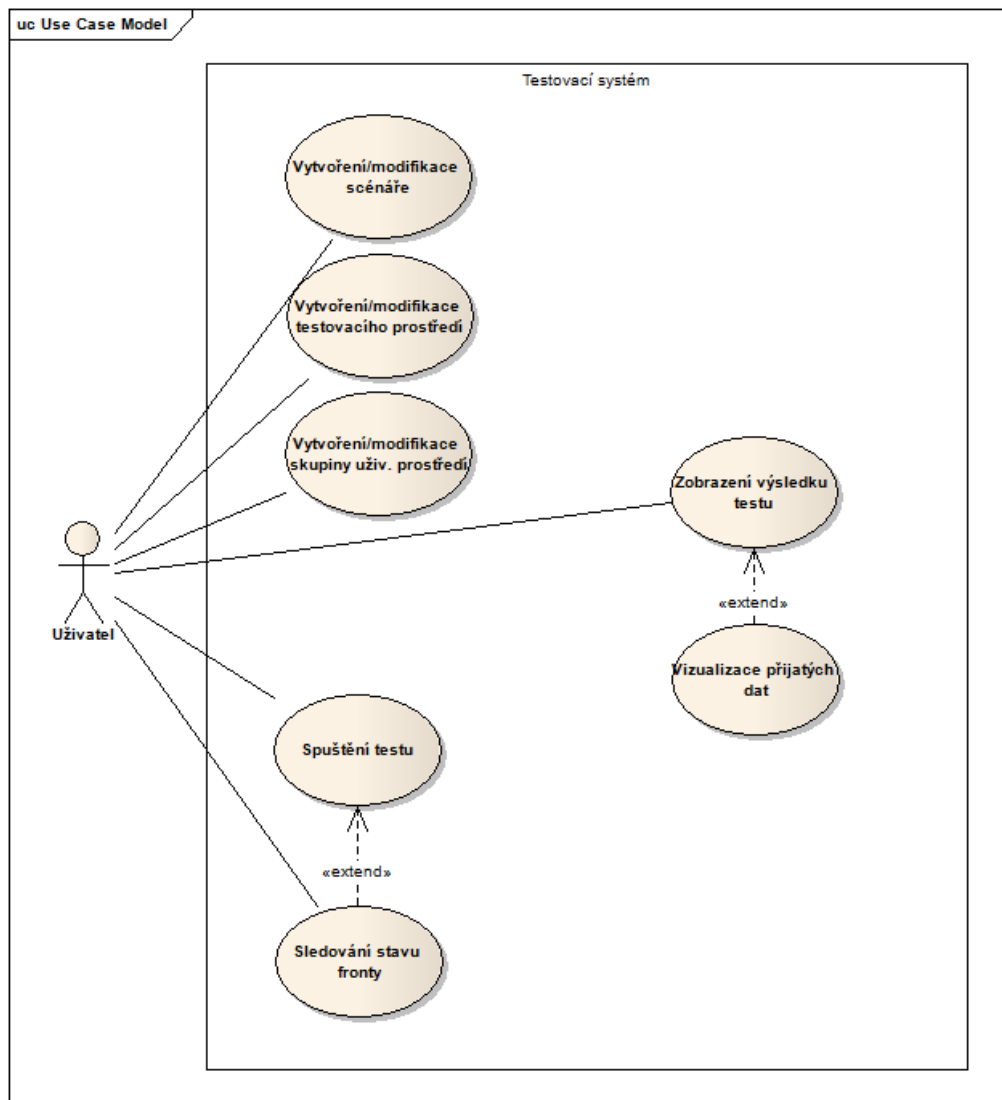 uc Use Case Model
Testovací systém
Vytvoření/modifikace
scénáře
Vytvoření/modifikace
testovacího prostředí
Vytvoření/modifikace
skupiny uživ. prostředí
Zobrazení výsledku
testu
«extend»
Uživatel
Vizualizace přijatých
dat
Spuštění testu
«extend»
Sledování stavu
fronty